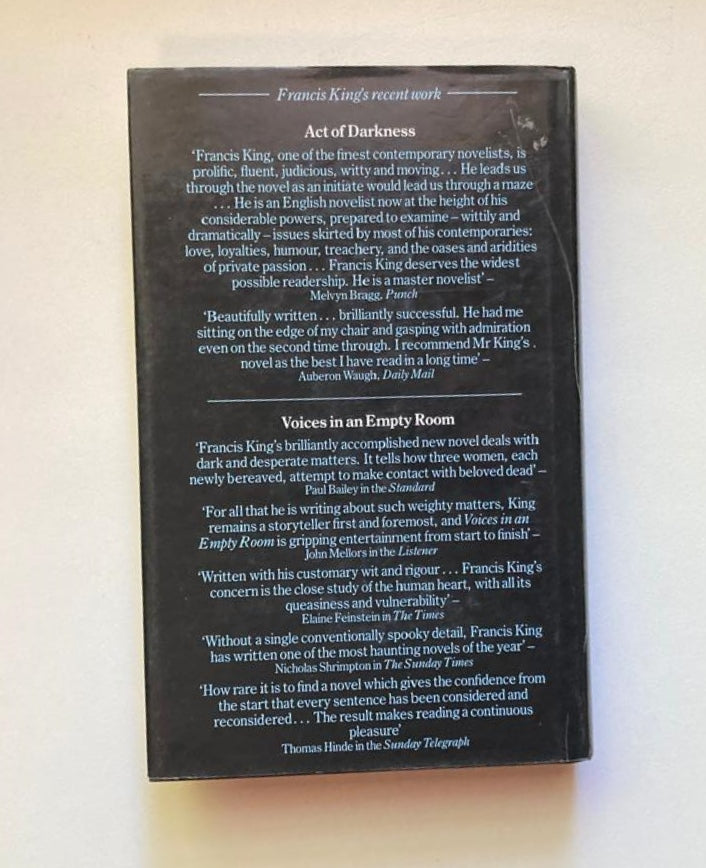 Francis King's recent work
Act of Darkness
'Francis King, one of the finest contemporary novelists, is
prolific, fluent, judicious, witty and moving... He leads us
through the novel as an initiate would lead us through a maze
... He is an English novelist now at the height of his
considerable powers, prepared to examine – wittily and
dramatically – issues skirted by most of his contemporaries:
love, loyalties, humour, treachery, and the oases and aridities
of private passion... Francis King deserves the widest
possible readership. He is a master novelist' –
Melvyn Bragg, Punch
'Beautifully written... brilliantly successful. He had me
sitting on the edge of my chair and gasping with admiration
even on the second time through. I recommend Mr King's
novel as the best I have read in a long time' –
Auberon Waugh, Daily Mail
Voices in an Empty Room
'Francis King's brilliantly accomplished new novel deals with
dark and desperate matters. It tells how three women, each
newly bereaved, attempt to make contact with beloved dead' –
Paul Bailey in the Standard
'For all that he is writing about such weighty matters, King
remains a storyteller first and foremost, and Voices in an
Empty Room is gripping entertainment from start to finish' –
John Mellors in the Listener
'Written with his customary wit and rigour... Francis King's
concern is the close study of the human heart, with all its
queasiness and vulnerability' –
Elaine Feinstein in The Times
'Without a single conventionally spooky detail, Francis King
has written one of the most haunting novels of the year' –
Nicholas Shrimpton in The Sunday Times
'How rare it is to find a novel which gives the confidence from
the start that every sentence has been considered and
reconsidered... The result makes reading a continuous
pleasure'
Thomas Hinde in the Sunday Telegraph